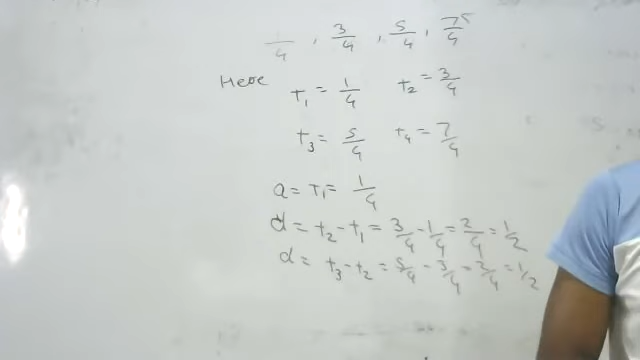 1/4, 3/4, 5/4, 7/4
Here t₁ = 1/4 t₂ = 3/4
t₃ = 5/4 t₄ = 7/4
a = T₁ = 1/4
d = t₂ - t₁ = 3/4 - 1/4 = 2/4 = 1/2
d = t₃ - t₂ = 5/4 - 3/4 = 2/4 = 1/2